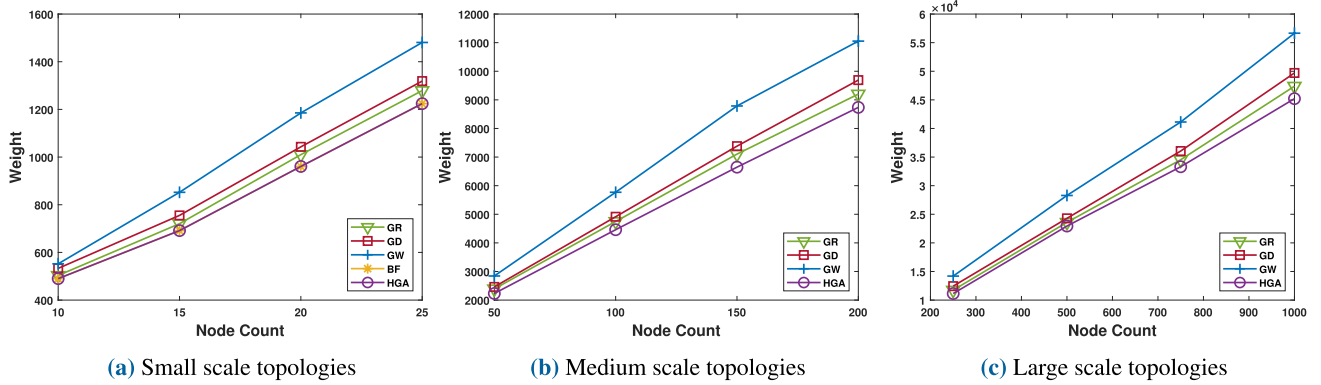 1600
1400
1200
1000
800
600
400
10
15
20
25
Weight
Node Count
GR
GD
GW
BF
HGA
(a) Small scale topologies
12000
11000
10000
9000
8000
7000
6000
5000
4000
3000
2000
50
100
150
200
Weight
Node Count
GR
GD
GW
HGA
(b) Medium scale topologies
×10⁴
6
5.5
5
4.5
4
3.5
3
2.5
2
1.5
1
200
300
400
500
600
700
800
900
1000
Weight
Node Count
GR
GD
GW
HGA
(c) Large scale topologies